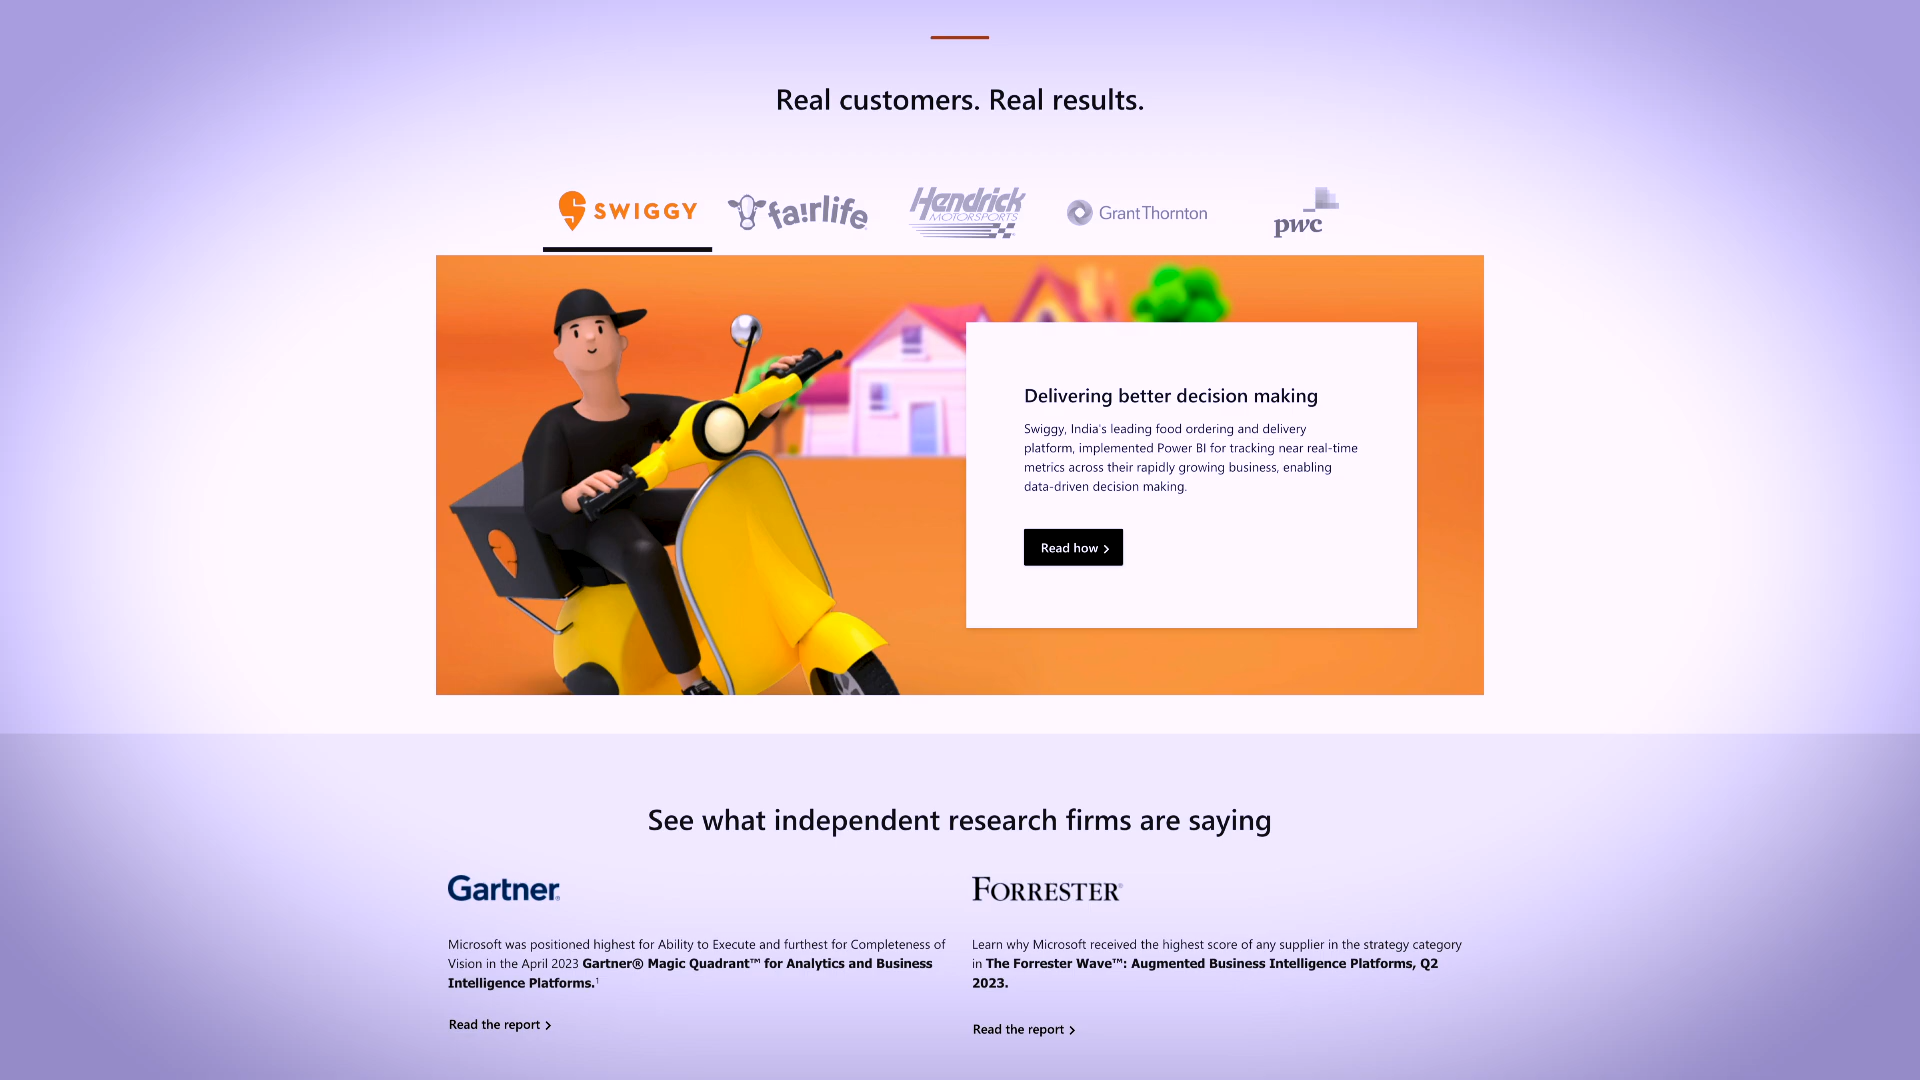 Real customers. Real results.
SWIGGY
fa!rlife
Hendrick
MOTORSPORTS
Grant Thornton
pwc
Delivering better decision making
Swiggy, India's leading food ordering and delivery
platform, implemented Power BI for tracking near real-time
metrics across their rapidly growing business, enabling
data-driven decision making.
Read how
See what independent research firms are saying
Gartner®
Microsoft was positioned highest for Ability to Execute and furthest for Completeness of
Vision in the April 2023 Gartner® Magic Quadrant™ for Analytics and Business
Intelligence Platforms.¹
Read the report
FORRESTER®
Learn why Microsoft received the highest score of any supplier in the strategy category
in The Forrester Wave™: Augmented Business Intelligence Platforms, Q2
2023.
Read the report